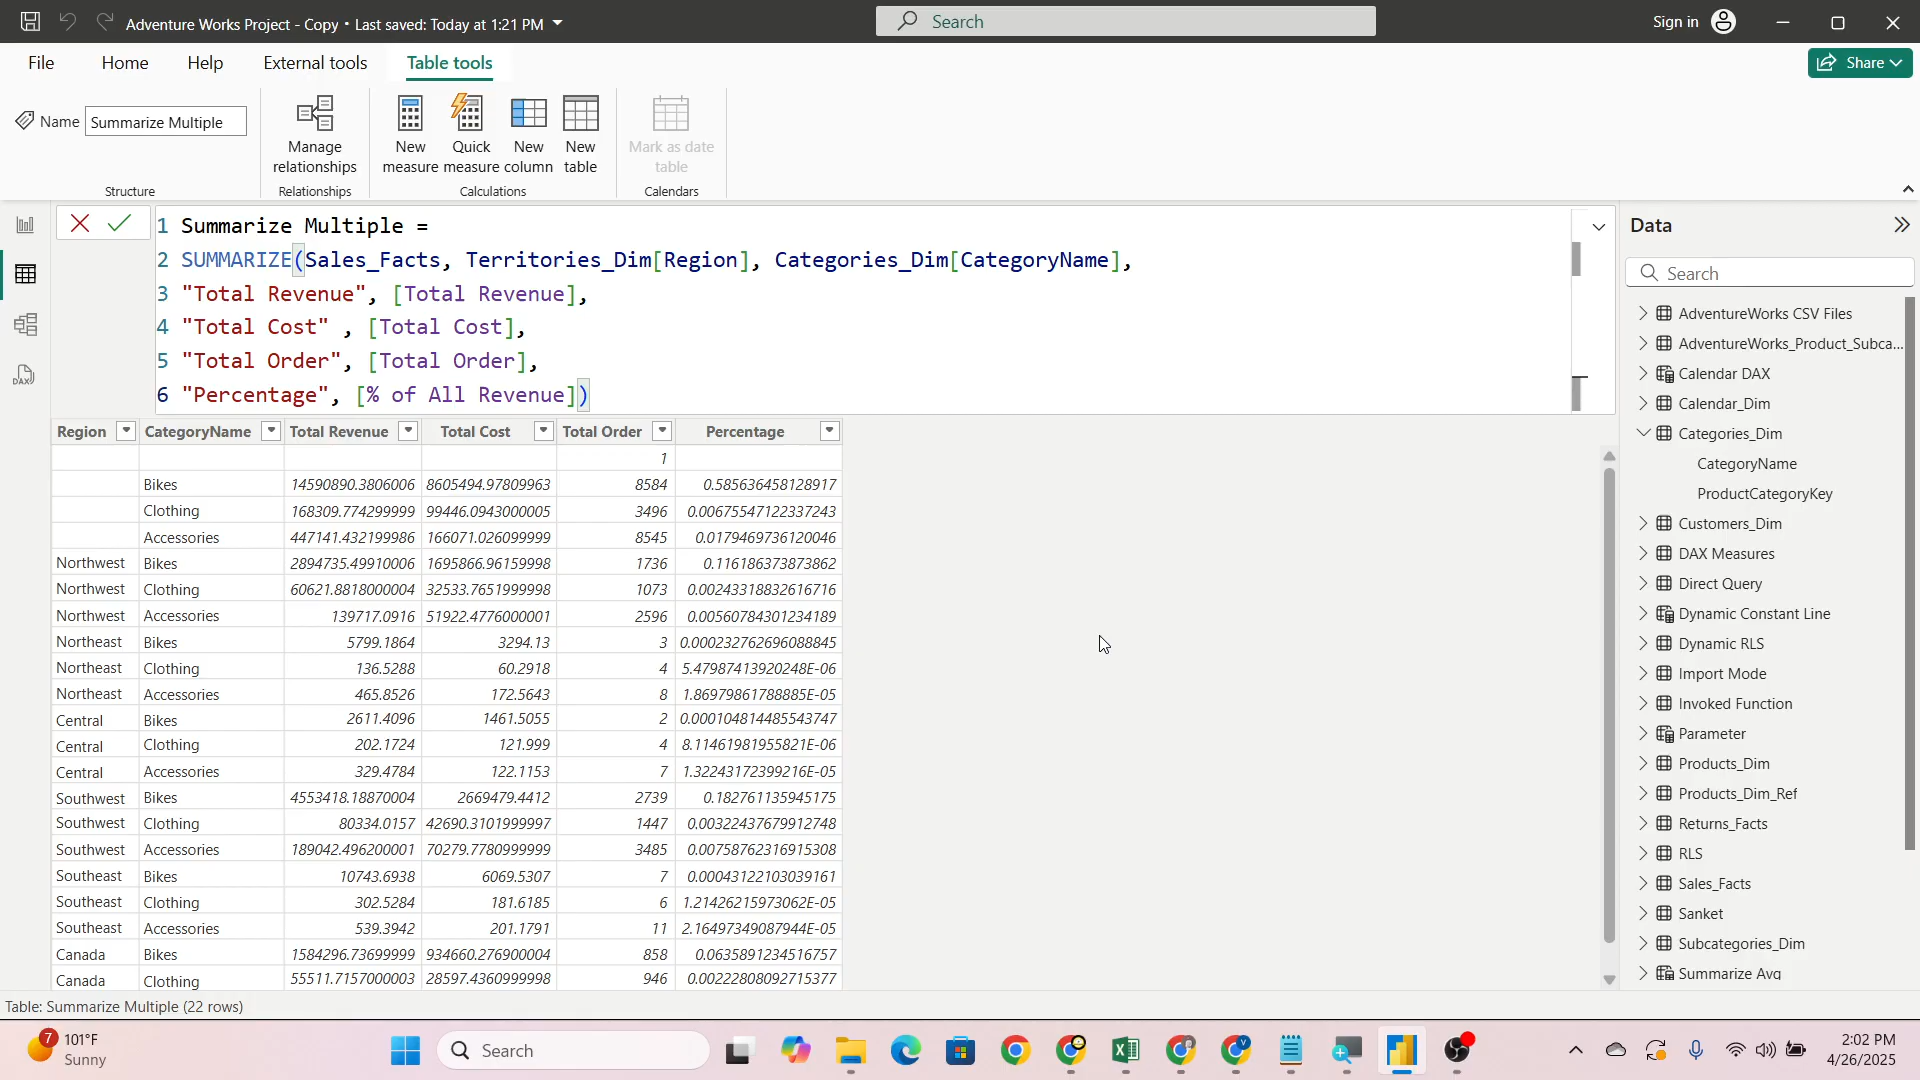 Adventure Works Project - Copy • Last saved: Today at 1:21 PM
Search
Sign in
File
Home
Help
External tools
Table tools
Share
Name
Summarize Multiple
Manage relationships
New measure
Quick measure
New column
New table
Mark as date table
Structure
Relationships
Calculations
Calendars
1 Summarize Multiple =
2 SUMMARIZE(Sales_Facts, Territories_Dim[Region], Categories_Dim[CategoryName],
3 "Total Revenue", [Total Revenue],
4 "Total Cost" , [Total Cost],
5 "Total Order", [Total Order],
6 "Percentage", [% of All Revenue])
Region CategoryName Total Revenue Total Cost Total Order Percentage
1
Bikes 14590890.3806006 8605494.97809963 8584 0.585636458128917
Clothing 168309.774299999 99446.0943000005 3496 0.00675547122337243
Accessories 447141.432199986 166071.026099999 8545 0.0179469736120046
Northwest Bikes 2894735.49910006 1695866.96159998 1736 0.116186373873862
Northwest Clothing 60621.8818000004 32533.7651999998 1073 0.00243318832616716
Northwest Accessories 139717.0916 51922.4776000001 2596 0.00560784301234189
Northeast Bikes 5799.1864 3294.13 3 0.000232762696088845
Northeast Clothing 136.5288 60.2918 4 5.47987413920248E-06
Northeast Accessories 465.8526 172.5643 8 1.86979861788885E-05
Central Bikes 2611.4096 1461.5055 2 0.000104814485543747
Central Clothing 202.1724 121.999 4 8.11461981955821E-06
Central Accessories 329.4784 122.1153 7 1.32243172399216E-05
Southwest Bikes 4553418.18870004 2669479.4412 2739 0.182761135945175
Southwest Clothing 80334.0157 42690.3101999997 1447 0.00322437679912748
Southwest Accessories 189042.496200001 70279.7780999999 3485 0.00758762316915308
Southeast Bikes 10743.6938 6069.5307 7 0.00043122103039161
Southeast Clothing 302.5284 181.6185 6 1.21426215973062E-05
Southeast Accessories 539.3942 201.1791 11 2.16497349087944E-05
Canada Bikes 1584296.73699999 934660.276900004 858 0.0635891234516757
Canada Clothing 55511.7157000003 28597.4360999998 946 0.00222808092715377
Data
Search
AdventureWorks CSV Files
AdventureWorks_Product_Subca...
Calendar DAX
Calendar_Dim
Categories_Dim
CategoryName
ProductCategoryKey
Customers_Dim
DAX Measures
Direct Query
Dynamic Constant Line
Dynamic RLS
Import Mode
Invoked Function
Parameter
Products_Dim
Products_Dim_Ref
Returns_Facts
RLS
Sales_Facts
Sanket
Subcategories_Dim
Summarize Avg
Table: Summarize Multiple (22 rows)
7
101°F
Sunny
Search
2:02 PM
4/26/2025